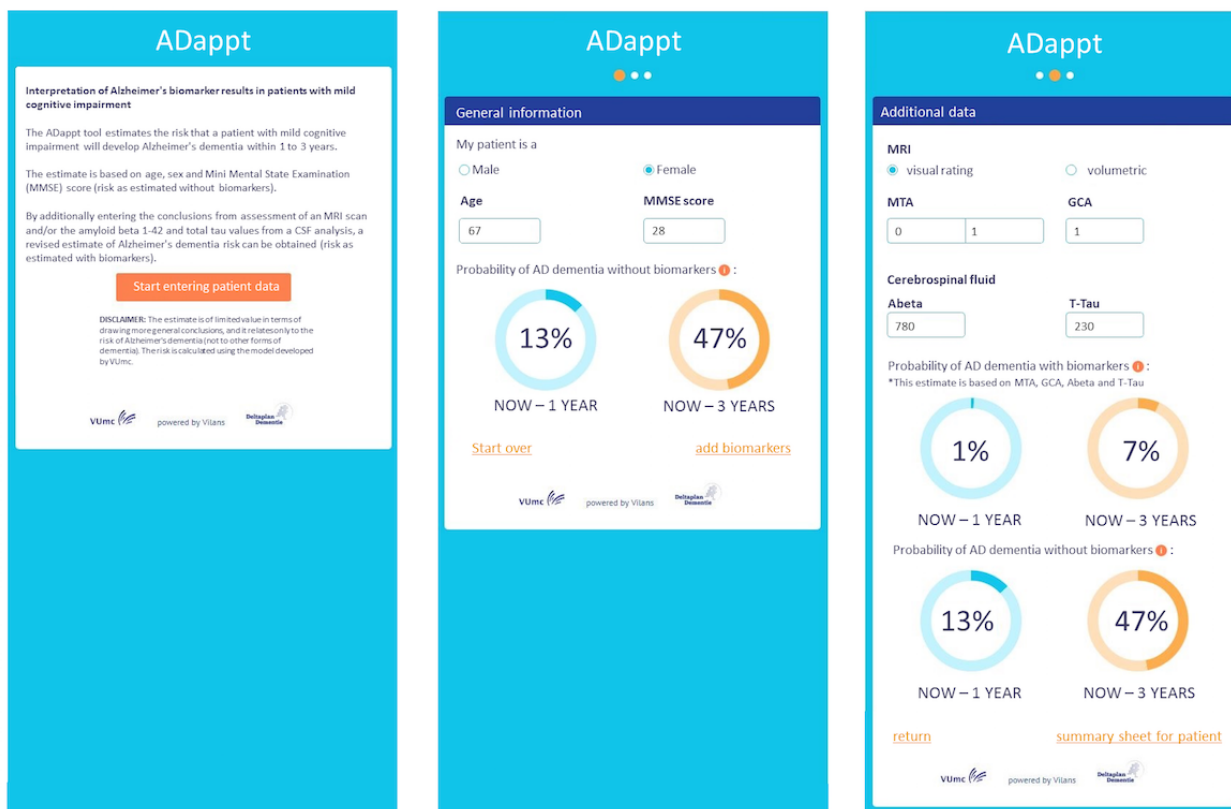 ADappt
Interpretation of Alzheimer's biomarker results in patients with mild
cognitive impairment
The ADappt tool estimates the risk that a patient with mild cognitive
impairment will develop Alzheimer's dementia within 1 to 3 years.
The estimate is based on age, sex and Mini Mental State Examination
(MMSE) score (risk as estimated without biomarkers).
By additionally entering the conclusions from assessment of an MRI scan
and/or the amyloid beta 1-42 and total tau values from a CSF analysis, a
revised estimate of Alzheimer's dementia risk can be obtained (risk as
estimated with biomarkers).
Start entering patient data
DISCLAIMER: The estimate is of limited value in terms of
drawing more general conclusions, and it relates only to the
risk of Alzheimer's dementia (not to other forms of
dementia). The risk is calculated using the model developed
by VUmc.
VUmc powered by Vilans Deltaplan
Dementie
ADappt
General information
My patient is a
Male Female
Age MMSE score
67 28
Probability of AD dementia without biomarkers i :
13% 47%
NOW – 1 YEAR NOW – 3 YEARS
Start over add biomarkers
VUmc powered by Vilans Deltaplan
Dementie
ADappt
Additional data
MRI
visual rating volumetric
MTA GCA
0 1 1
Cerebrospinal fluid
Abeta T-Tau
780 230
Probability of AD dementia with biomarkers i :
*This estimate is based on MTA, GCA, Abeta and T-Tau
1% 7%
NOW – 1 YEAR NOW – 3 YEARS
Probability of AD dementia without biomarkers i :
13% 47%
NOW – 1 YEAR NOW – 3 YEARS
return summary sheet for patient
VUmc powered by Vilans Deltaplan
Dementie